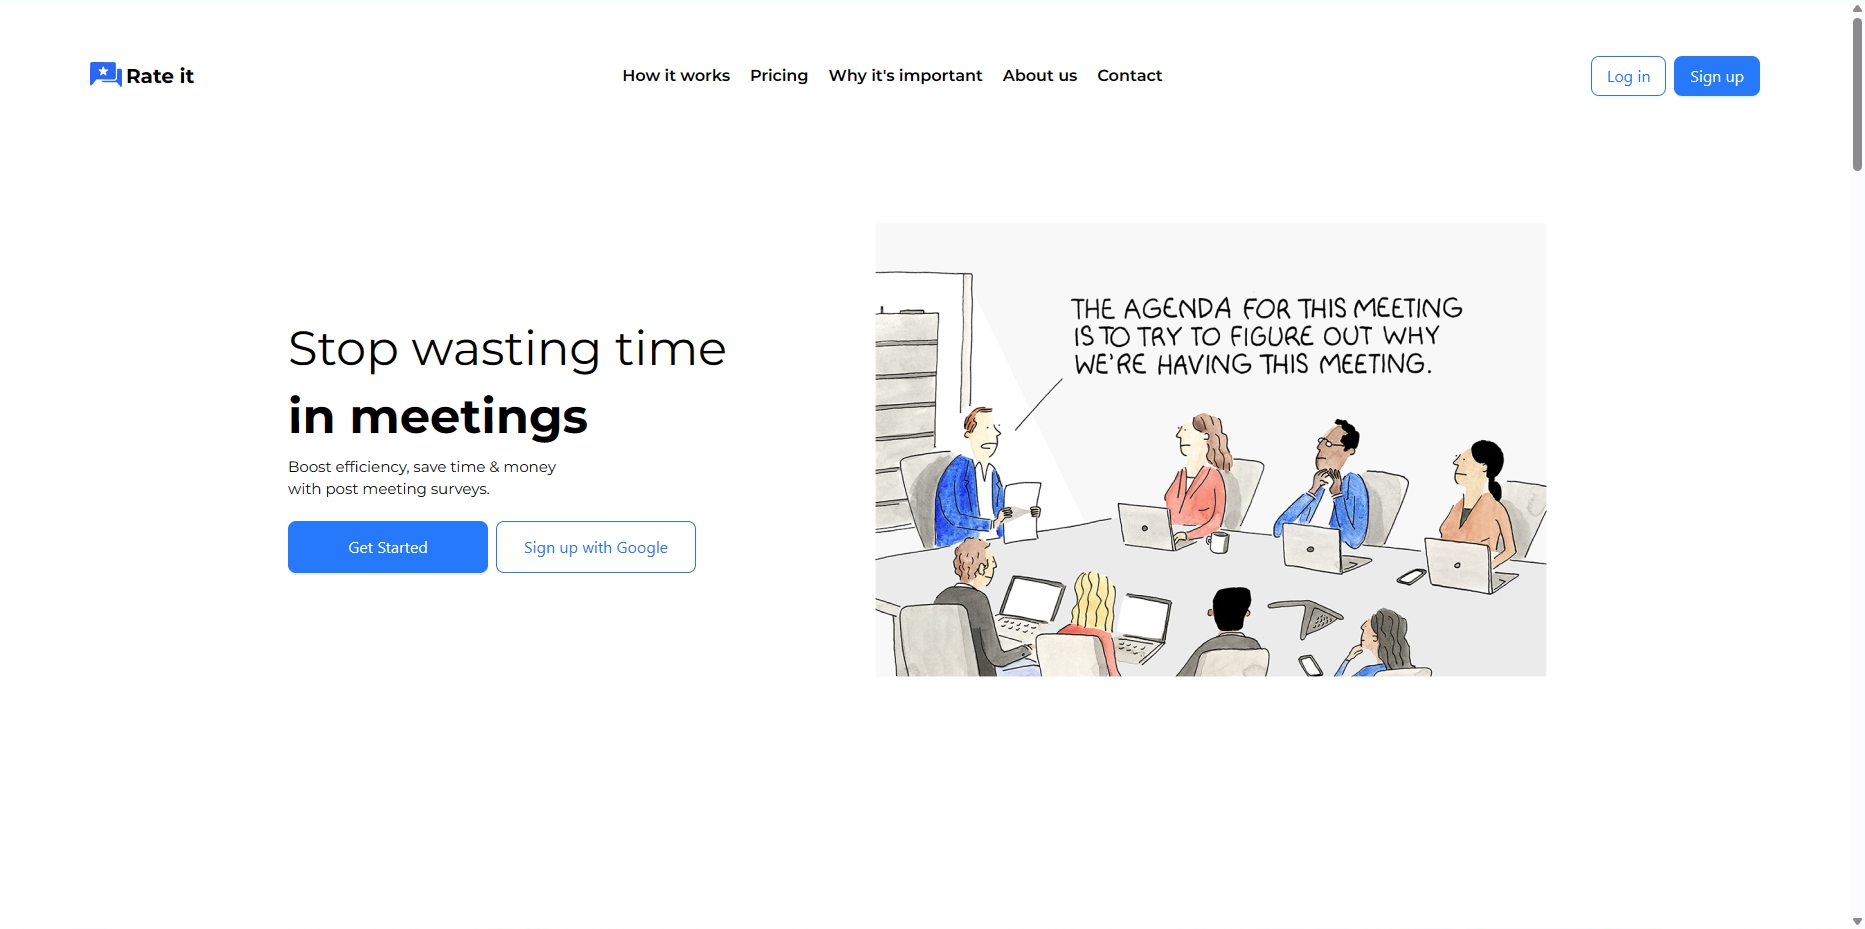 Rate it
How it works
Pricing
Why it's important
About us
Contact
Log in
Sign up
Stop wasting time
in meetings
Boost efficiency, save time & money
with post meeting surveys.
Get Started
Sign up with Google
THE AGENDA FOR THIS MEETING
IS TO TRY TO FIGURE OUT WHY
WE'RE HAVING THIS MEETING.